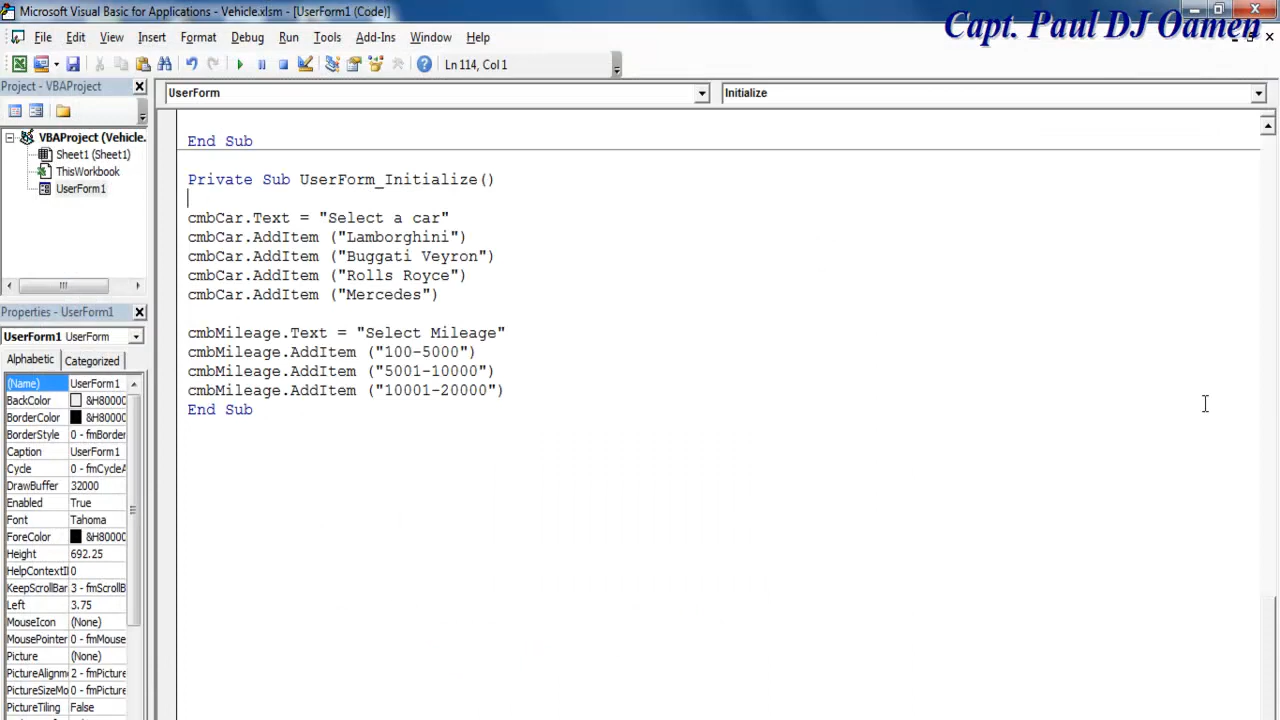 Microsoft Visual Basic for Applications - Vehicle.xlsm - [UserForm1 (Code)]
Capt. Paul DJ Oamen
File Edit View Insert Format Debug Run Tools Add-Ins Window Help
Ln 114, Col 1
Project - VBAProject
UserForm
Initialize
VBAProject (Vehicle.
Sheet1 (Sheet1)
ThisWorkbook
UserForm1
End Sub
Private Sub UserForm_Initialize()
cmbCar.Text = "Select a car"
cmbCar.AddItem ("Lamborghini")
cmbCar.AddItem ("Buggati Veyron")
cmbCar.AddItem ("Rolls Royce")
cmbCar.AddItem ("Mercedes")
cmbMileage.Text = "Select Mileage"
cmbMileage.AddItem ("100-5000")
cmbMileage.AddItem ("5001-10000")
cmbMileage.AddItem ("10001-20000")
End Sub
Properties - UserForm1
UserForm1 UserForm
Alphabetic Categorized
(Name) UserForm1
BackColor &H80000
BorderColor &H80000
BorderStyle 0 - fmBorder
Caption UserForm1
Cycle 0 - fmCycleA
DrawBuffer 32000
Enabled True
Font Tahoma
ForeColor &H80000
Height 692.25
HelpContextI 0
KeepScrollBar 3 - fmScrollB
Left 3.75
MouseIcon (None)
MousePointer 0 - fmMouse
Picture (None)
PictureAlignm 2 - fmPicture
PictureSizeMo 0 - fmPicture
PictureTiling False